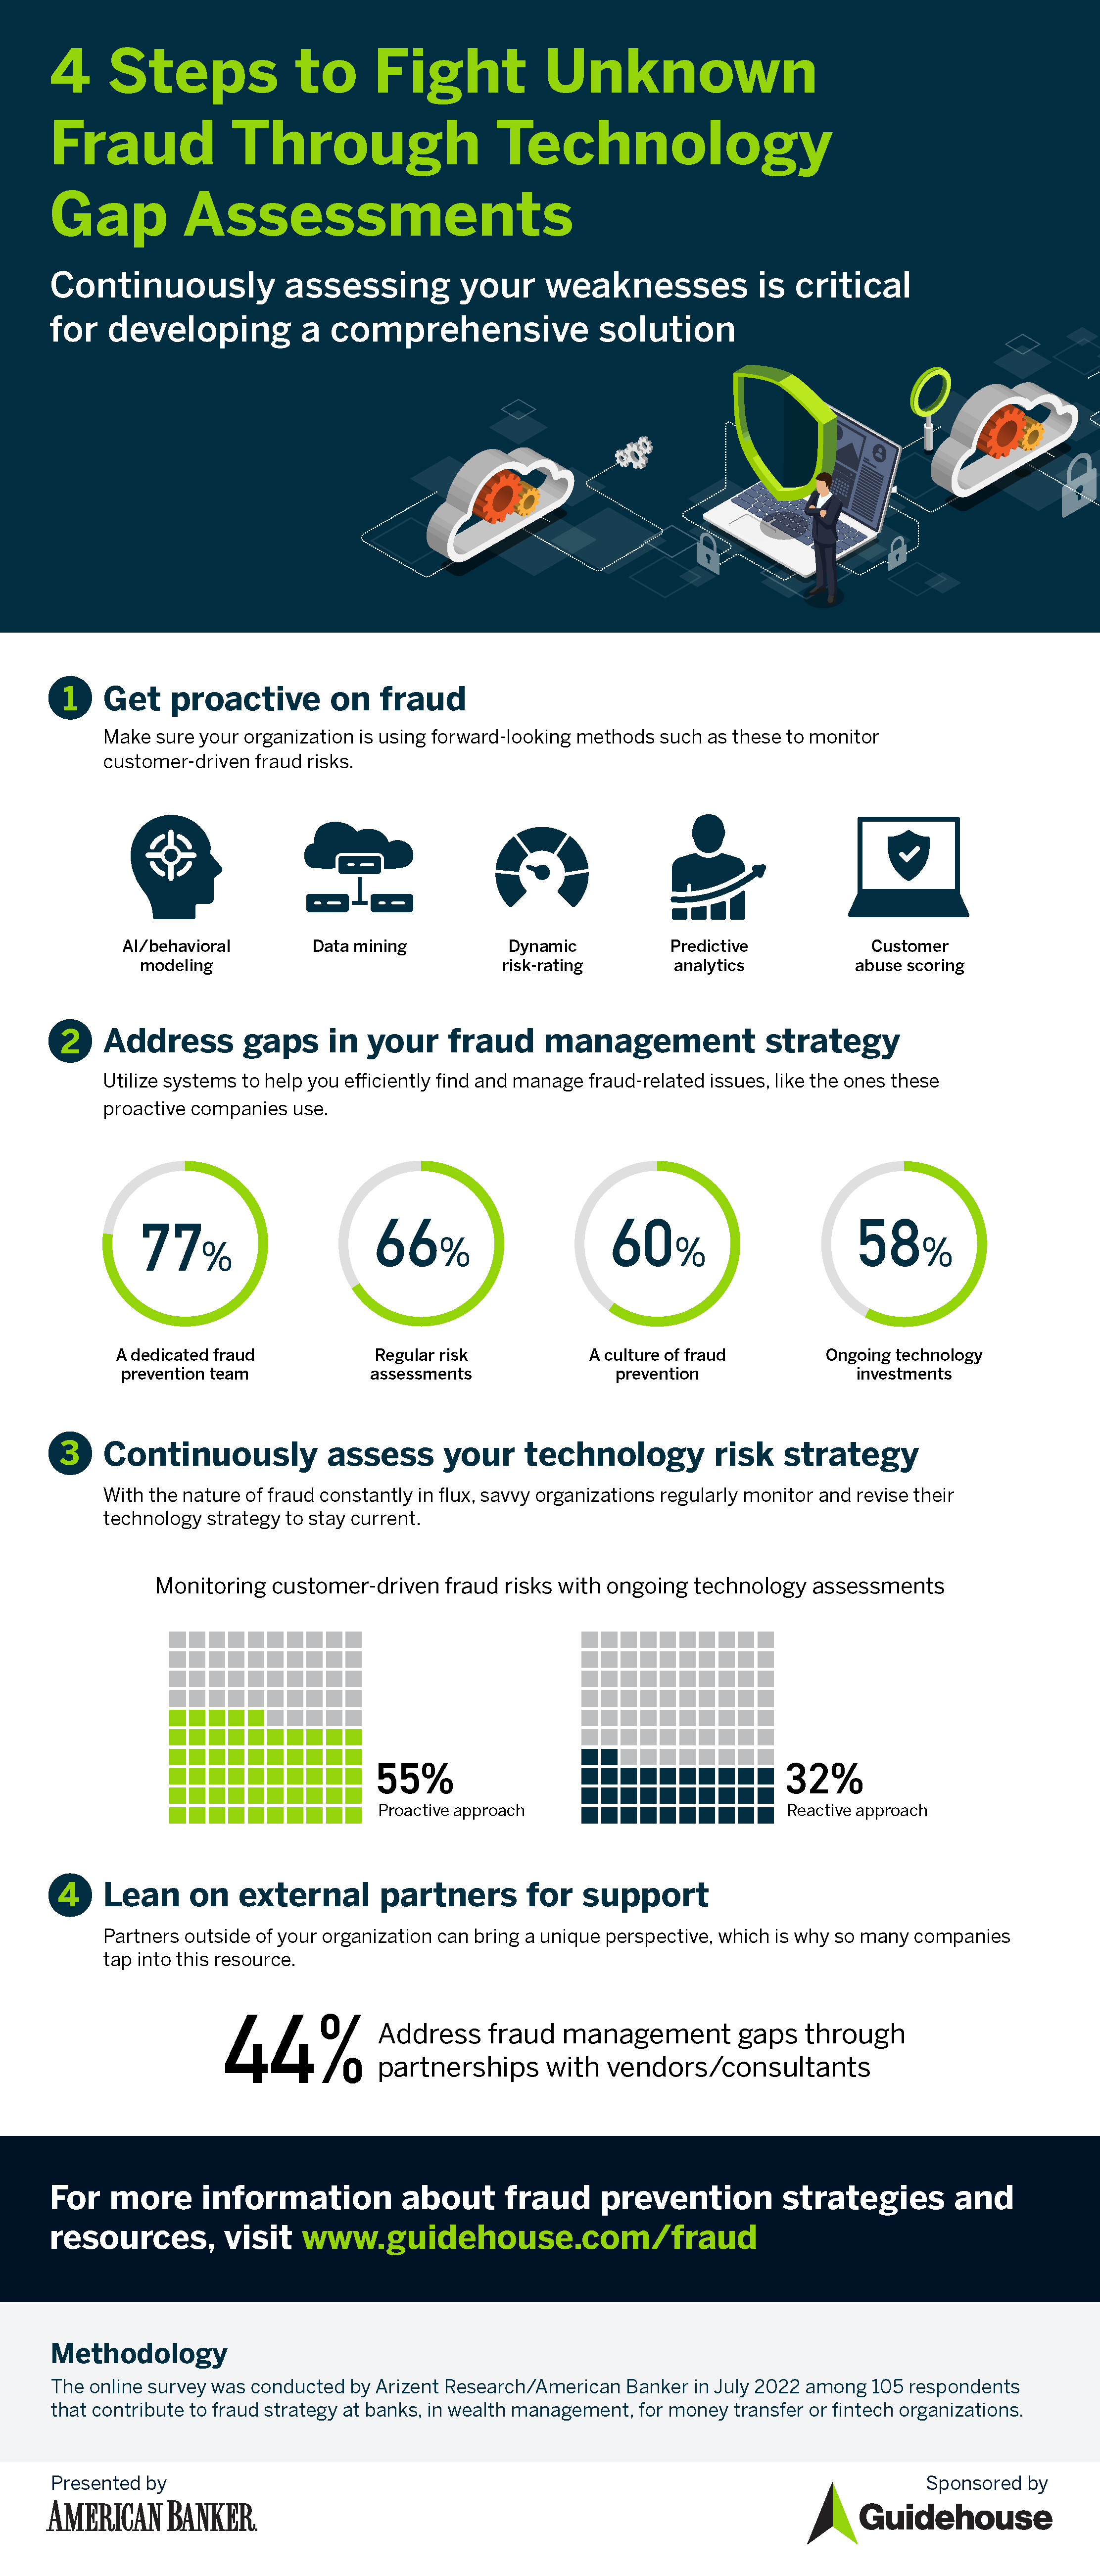 4 Steps to Fight Unknown
Fraud Through Technology
Gap Assessments
Continuously assessing your weaknesses is critical
for developing a comprehensive solution
1 Get proactive on fraud
Make sure your organization is using forward-looking methods such as these to monitor
customer-driven fraud risks.
AI/behavioral
modeling
Data mining
Dynamic
risk-rating
Predictive
analytics
Customer
abuse scoring
2 Address gaps in your fraud management strategy
Utilize systems to help you efficiently find and manage fraud-related issues, like the ones these
proactive companies use.
77%
A dedicated fraud
prevention team
66%
Regular risk
assessments
60%
A culture of fraud
prevention
58%
Ongoing technology
investments
3 Continuously assess your technology risk strategy
With the nature of fraud constantly in flux, savvy organizations regularly monitor and revise their
technology strategy to stay current.
Monitoring customer-driven fraud risks with ongoing technology assessments
55%
Proactive approach
32%
Reactive approach
4 Lean on external partners for support
Partners outside of your organization can bring a unique perspective, which is why so many companies
tap into this resource.
44%
Address fraud management gaps through
partnerships with vendors/consultants
For more information about fraud prevention strategies and
resources, visit www.guidehouse.com/fraud
Methodology
The online survey was conducted by Arizent Research/American Banker in July 2022 among 105 respondents
that contribute to fraud strategy at banks, in wealth management, for money transfer or fintech organizations.
Presented by
AMERICAN BANKER.
Sponsored by
Guidehouse